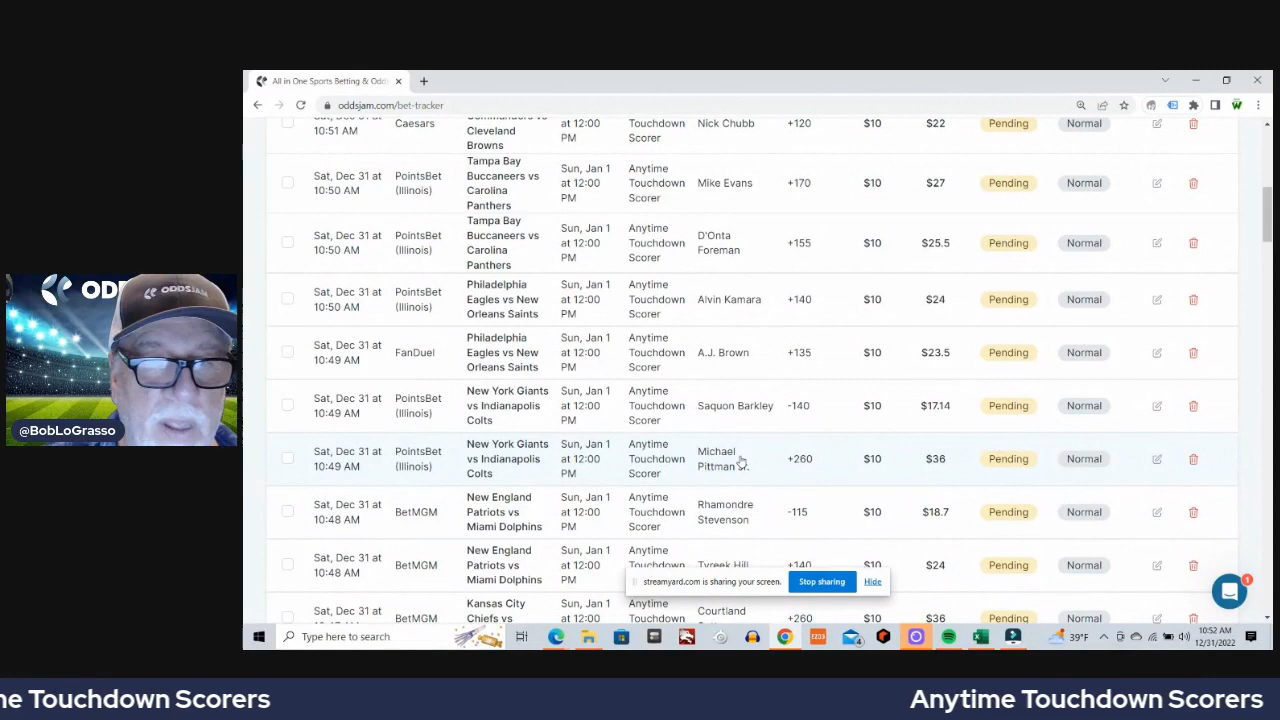 All in One Sports Betting & Odds
oddsjam.com/bet-tracker
10:51 AM
Caesars
Cleveland
Browns
at 12:00
PM
Touchdown
Scorer
Nick Chubb
+120
$10
$22
Pending
Normal
Sat, Dec 31 at
10:50 AM
PointsBet
(Illinois)
Tampa Bay
Buccaneers vs
Carolina
Panthers
Sun, Jan 1
at 12:00
PM
Anytime
Touchdown
Scorer
Mike Evans
+170
$10
$27
Pending
Normal
Sat, Dec 31 at
10:50 AM
PointsBet
(Illinois)
Tampa Bay
Buccaneers vs
Carolina
Panthers
Sun, Jan 1
at 12:00
PM
Anytime
Touchdown
Scorer
D'Onta
Foreman
+155
$10
$25.5
Pending
Normal
Sat, Dec 31 at
10:50 AM
PointsBet
(Illinois)
Philadelphia
Eagles vs New
Orleans Saints
Sun, Jan 1
at 12:00
PM
Anytime
Touchdown
Scorer
Alvin Kamara
+140
$10
$24
Pending
Normal
Sat, Dec 31 at
10:49 AM
FanDuel
Philadelphia
Eagles vs New
Orleans Saints
Sun, Jan 1
at 12:00
PM
Anytime
Touchdown
Scorer
A.J. Brown
+135
$10
$23.5
Pending
Normal
Sat, Dec 31 at
10:49 AM
PointsBet
(Illinois)
New York Giants
vs Indianapolis
Colts
Sun, Jan 1
at 12:00
PM
Anytime
Touchdown
Scorer
Saquon Barkley
-140
$10
$17.14
Pending
Normal
Sat, Dec 31 at
10:49 AM
PointsBet
(Illinois)
New York Giants
vs Indianapolis
Colts
Sun, Jan 1
at 12:00
PM
Anytime
Touchdown
Scorer
Michael
Pittman Jr.
+260
$10
$36
Pending
Normal
Sat, Dec 31 at
10:48 AM
BetMGM
New England
Patriots vs
Miami Dolphins
Sun, Jan 1
at 12:00
PM
Anytime
Touchdown
Scorer
Rhamondre
Stevenson
-115
$10
$18.7
Pending
Normal
Sat, Dec 31 at
10:48 AM
BetMGM
New England
Patriots vs
Miami Dolphins
Sun, Jan 1
at 12:00
PM
Anytime
Touchdown
Tyreek Hill
+140
$10
$24
Pending
Normal
Sat, Dec 31 at
BetMGM
Kansas City
Chiefs vs
Sun, Jan 1
at 12:00
Anytime
Touchdown
Courtland
+260
$10
$36
Pending
Normal
streamyard.com is sharing your screen.
Stop sharing
Hide
1
Type here to search
EZDB
4
39°F
10:52 AM
12/31/2022
ODD
ODDSJAM
@BobLoGrasso
ne Touchdown Scorers
Anytime Touchdown Scorers